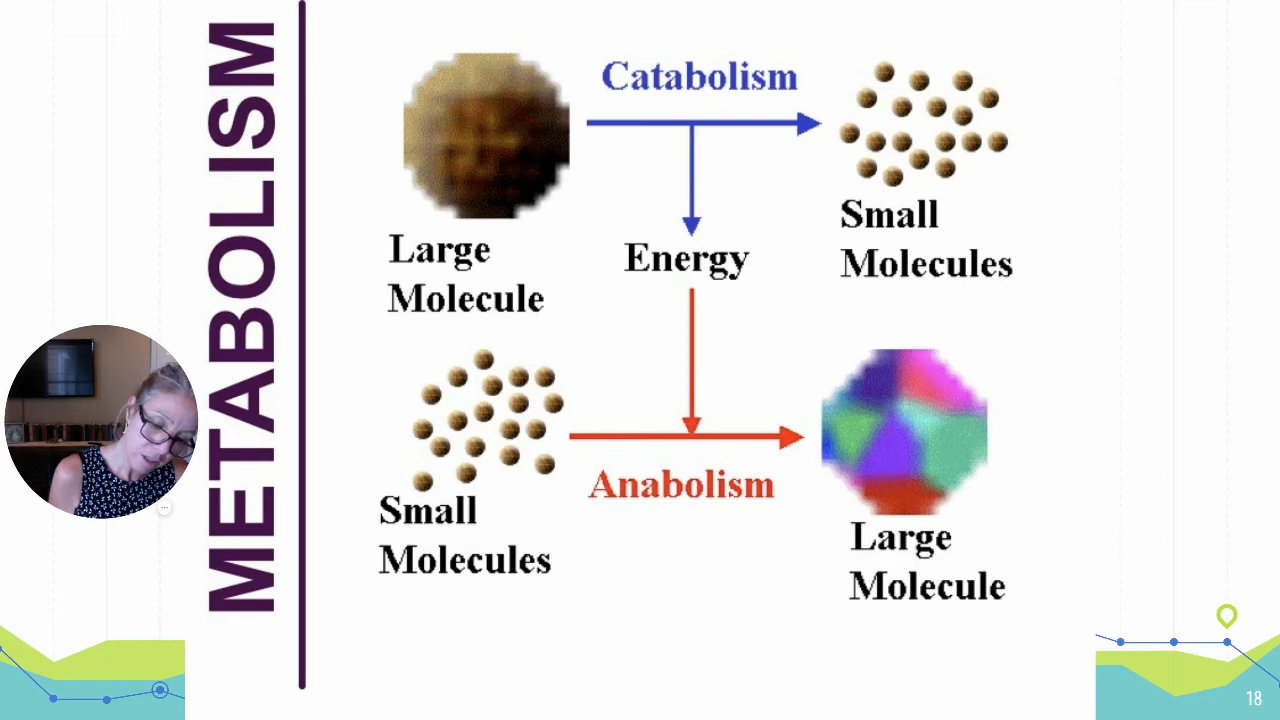 METABOLISM
Catabolism
Large
Molecule
Energy
Small
Molecules
Small
Molecules
Anabolism
Large
Molecule
18